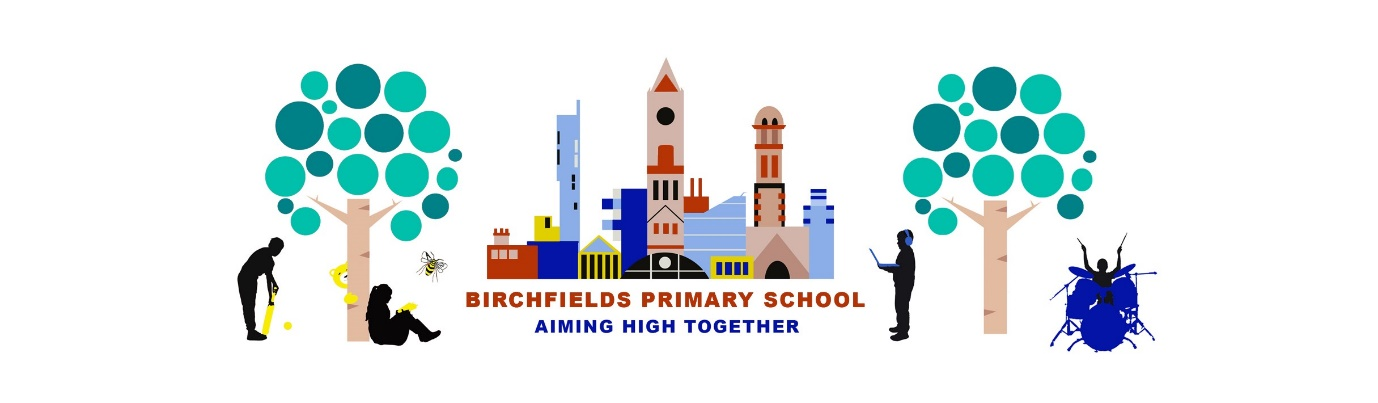 BIRCHFIELDS PRIMARY SCHOOL
AIMING HIGH TOGETHER